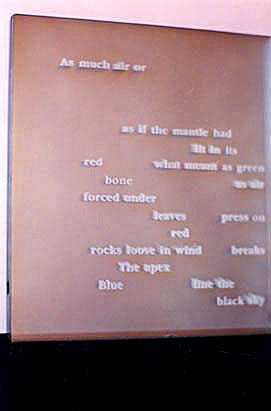 As much air or
as if the mantle had
lit in its
red what meant as green
bone as air
forced under
leaves press on
red
rocks loose in wind breaks
The apex
Blue line the
black sky